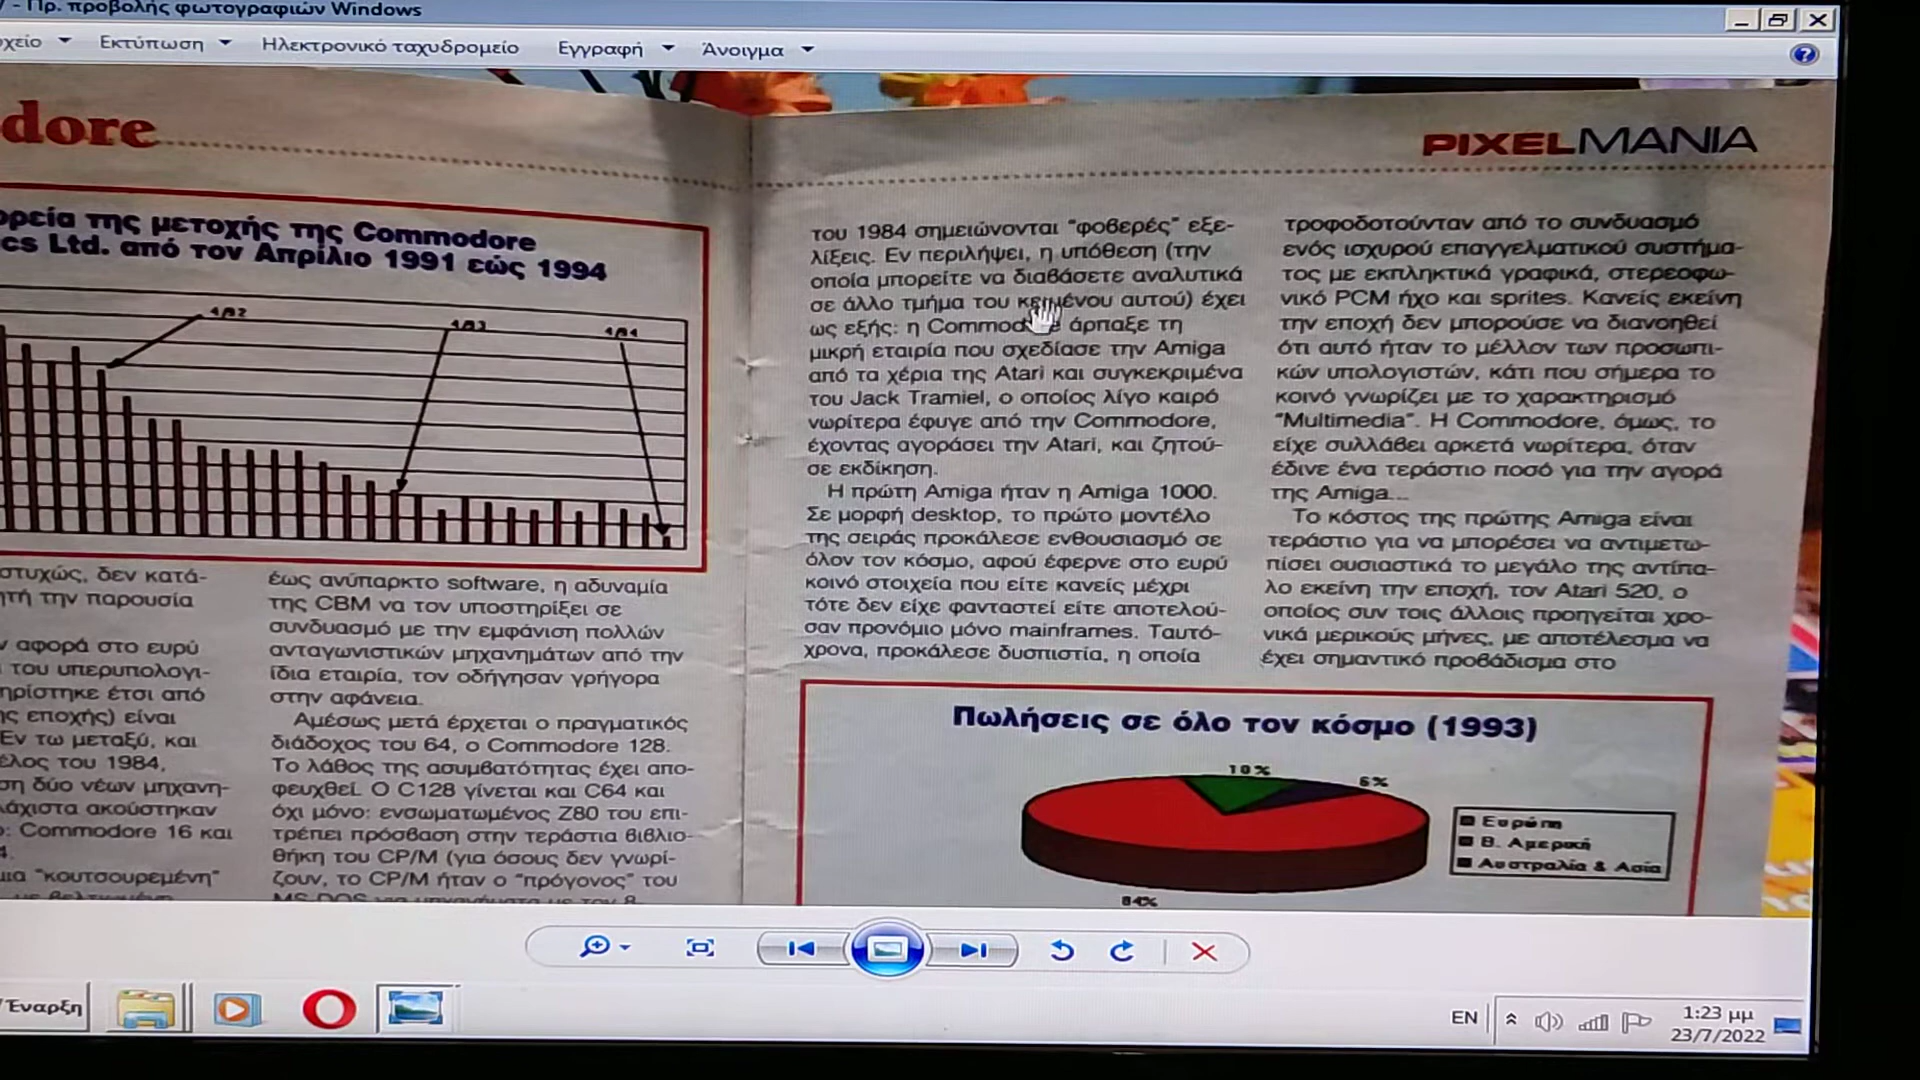 - Πρ. προβολής φωτογραφιών Windows
Εκτύπωση Ηλεκτρονικό ταχυδρομείο Εγγραφή Άνοιγμα
dore
PIXELMANIA
της μετοχής της Commodore
cs Ltd. από τον Απρίλιο 1991 εώς 1994
στυχώς, δεν κατά-
την παρουσία
αφορά στο ευρύ
του υπερυπολογι-
ηρίστηκε έτσι από
εποχής) είναι
Εν τω μεταξύ, και
έλος του 1984,
ση δύο νέων μηχανη-
λάχιστα ακούστηκαν
Commodore 16 και
4.
μια "κουτσουρεμένη"
έως ανύπαρκτο software, η αδυναμία
της CBM να τον υποστηρίξει σε
συνδυασμό με την εμφάνιση πολλών
ανταγωνιστικών μηχανημάτων από την
ίδια εταιρία, τον οδήγησαν γρήγορα
στην αφάνεια.
Αμέσως μετά έρχεται ο πραγματικός
διάδοχος του 64, ο Commodore 128.
Το λάθος της ασυμβατότητας έχει απο-
φευχθεί. Ο C128 γίνεται και C64 και
όχι μόνο: ενσωματωμένος Z80 του επι-
τρέπει πρόσβαση στην τεράστια βιβλιο-
θήκη του CP/M (για όσους δεν γνωρί-
ζουν, το CP/M ήταν ο "πρόγονος" του
του 1984 σημειώνονται "φοβερές" εξε-
λίξεις. Εν περιλήψει, η υπόθεση (την
οποία μπορείτε να διαβάσετε αναλυτικά
σε άλλο τμήμα του κειμένου αυτού) έχει
ως εξής: η Commodore άρπαξε τη
μικρή εταιρία που σχεδίασε την Amiga
από τα χέρια της Atari και συγκεκριμένα
του Jack Tramiel, ο οποίος λίγο καιρό
νωρίτερα έφυγε από την Commodore,
έχοντας αγοράσει την Atari, και ζητού-
σε εκδίκηση.
Η πρώτη Amiga ήταν η Amiga 1000.
Σε μορφή desktop, το πρώτο μοντέλο
της σειράς προκάλεσε ενθουσιασμό σε
όλον τον κόσμο, αφού έφερνε στο ευρύ
κοινό στοιχεία που είτε κανείς μέχρι
τότε δεν είχε φανταστεί είτε αποτελού-
σαν προνόμιο μόνο mainframes. Ταυτό-
χρονα, προκάλεσε δυσπιστία, η οποία
τροφοδοτούνταν από το συνδυασμό
ενός ισχυρού επαγγελματικού συστήμα-
τος με εκπληκτικά γραφικά, στερεοφω-
νικό PCM ήχο και sprites. Κανείς εκείνη
την εποχή δεν μπορούσε να διανοηθεί
ότι αυτό ήταν το μέλλον των προσωπι-
κών υπολογιστών, κάτι που σήμερα το
κοινό γνωρίζει με το χαρακτηρισμό
"Multimedia". Η Commodore, όμως, το
είχε συλλάβει αρκετά νωρίτερα, όταν
έδινε ένα τεράστιο ποσό για την αγορά
της Amiga...
Το κόστος της πρώτης Amiga είναι
τεράστιο για να μπορέσει να αντιμετω-
πίσει ουσιαστικά το μεγάλο της αντίπα-
λο εκείνη την εποχή, τον Atari 520, ο
οποίος συν τοις άλλοις προηγείται χρο-
νικά μερικούς μήνες, με αποτέλεσμα να
έχει σημαντικό προβάδισμα στο
Πωλήσεις σε όλο τον κόσμο (1993)
10%
6%
84%
Ευρώπη
Β. Αμερική
Αυστραλία & Ασία
Έναρξη
EN
1:23 μμ
23/7/2022